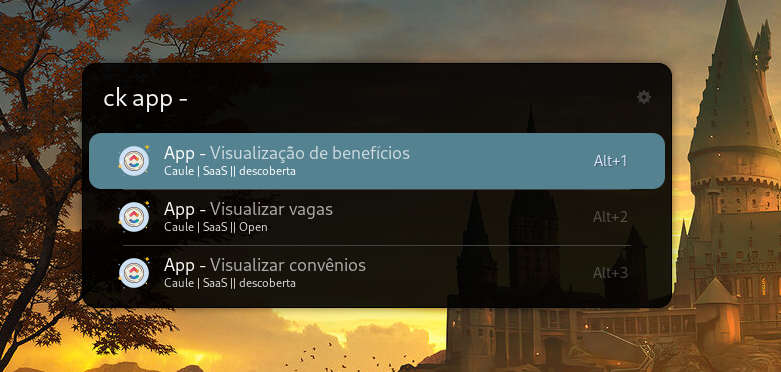 ck app -
App - Visualização de benefícios
Caule | SaaS || descoberta
Alt+1
App - Visualizar vagas
Caule | SaaS || Open
Alt+2
App - Visualizar convênios
Caule | SaaS || descoberta
Alt+3